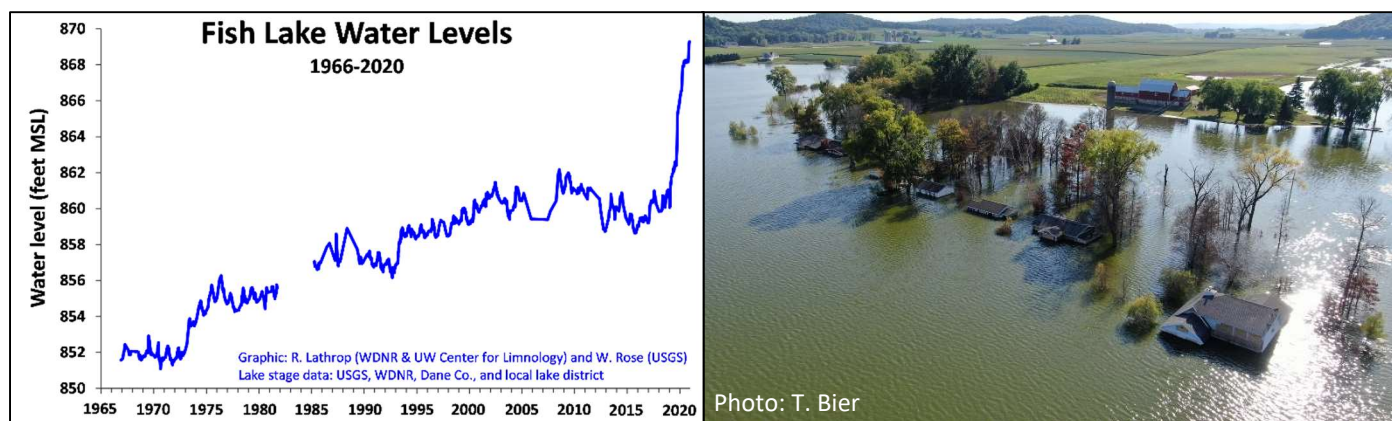 Fish Lake Water Levels
1966-2020
Water level (feet MSL)
870
868
866
864
862
860
858
856
854
852
850
1965 1970 1975 1980 1985 1990 1995 2000 2005 2010 2015 2020
Graphic: R. Lathrop (WDNR & UW Center for Limnology) and W. Rose (USGS)
Lake stage data: USGS, WDNR, Dane Co., and local lake district
Photo: T. Bier